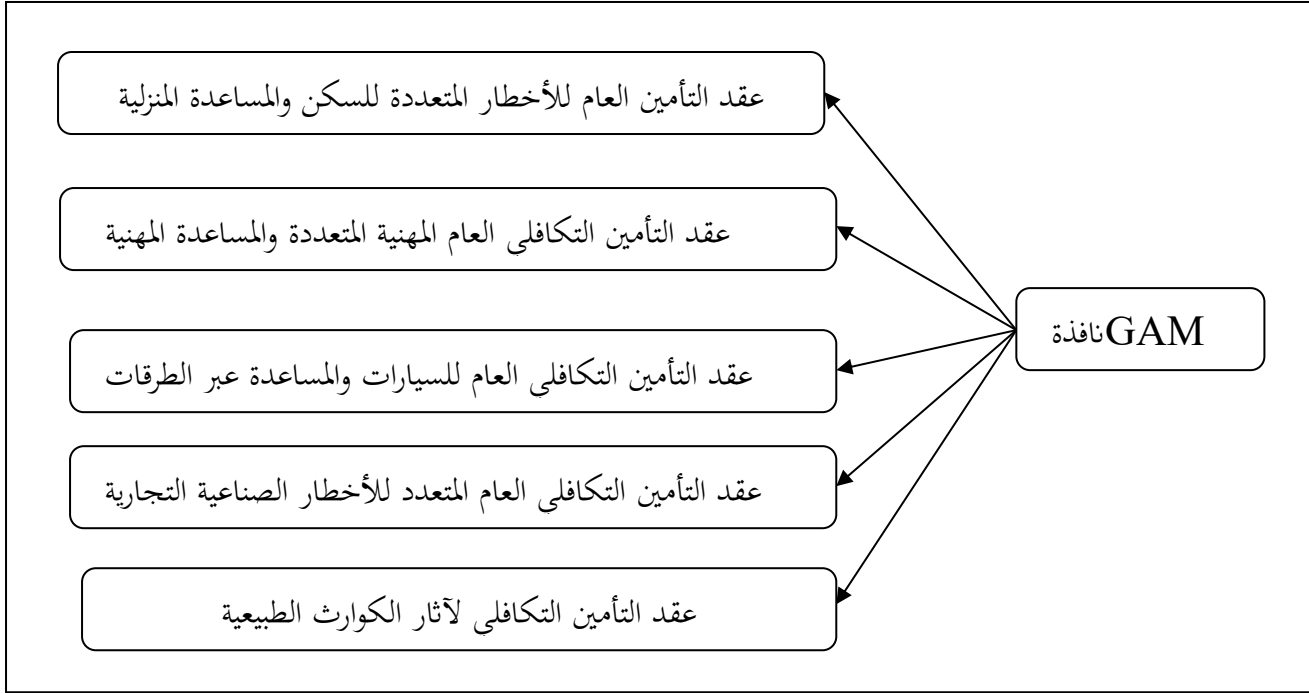 عقد التأمين العام للأخطار المتعددة للسكن والمساعدة المنزلية
عقد التأمين التكافلي العام المهنية المتعددة والمساعدة المهنية
نافذة GAM
عقد التأمين التكافلي العام للسيارات والمساعدة عبر الطرقات
عقد التأمين التكافلي العام المتعدد للأخطار الصناعية التجارية
عقد التأمين التكافلي لآثار الكوارث الطبيعية